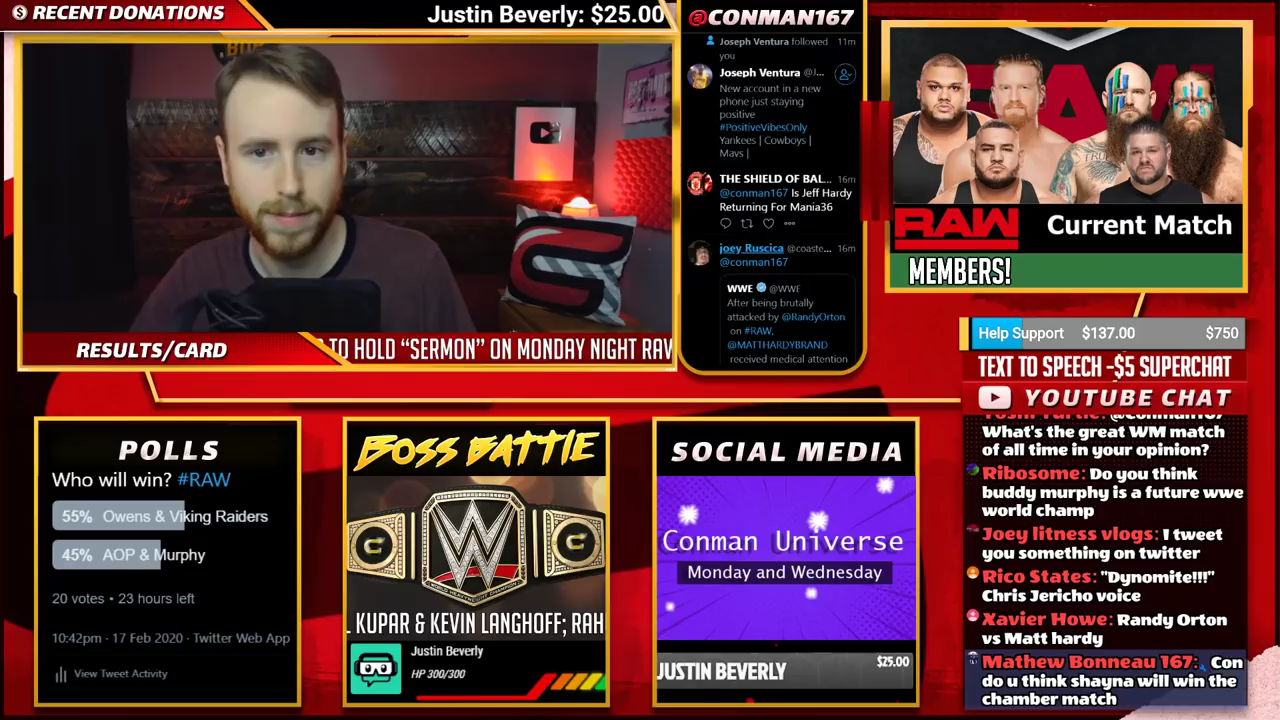 RECENT DONATIONS
Justin Beverly: $25.00
@CONMAN167
Joseph Ventura followed
11m
you
Joseph Ventura @J...
New account in a new
phone just staying
positive
#PositiveVibesOnly
Yankees | Cowboys |
Mavs |
THE SHIELD OF BAL... 16m
@conman167 Is Jeff Hardy
Returning For Mania36
joey Ruscica @coaste... 16m
@conman167
WWE @WWE
After being brutally
attacked by @RandyOrton
on #RAW,
@MATTHARDYBRAND
received medical attention
RAW
Current Match
MEMBERS!
RESULTS/CARD
TO HOLD “SERMON” ON MONDAY NIGHT RAW
Help Support $137.00 $750
TEXT TO SPEECH -$5 SUPERCHAT
YOUTUBE CHAT
What's the great WM match
of all time in your opinion?
Ribosome: Do you think
buddy murphy is a future wwe
world champ
Joey litness vlogs: I tweet
you something on twitter
Rico States: "Dynomite!!!"
Chris Jericho voice
Xavier Howe: Randy Orton
vs Matt hardy
Mathew Bonneau 167: Con
do u think shayna will win the
chamber match
POLLS
Who will win? #RAW
55% Owens & Viking Raiders
45% AOP & Murphy
20 votes • 23 hours left
10:42pm · 17 Feb 2020 · Twitter Web App
View Tweet Activity
BOSS BATTLE
KUPAR & KEVIN LANGHOFF; RAH
Justin Beverly
HP 300/300
SOCIAL MEDIA
Conman Universe
Monday and Wednesday
JUSTIN BEVERLY
$25.00